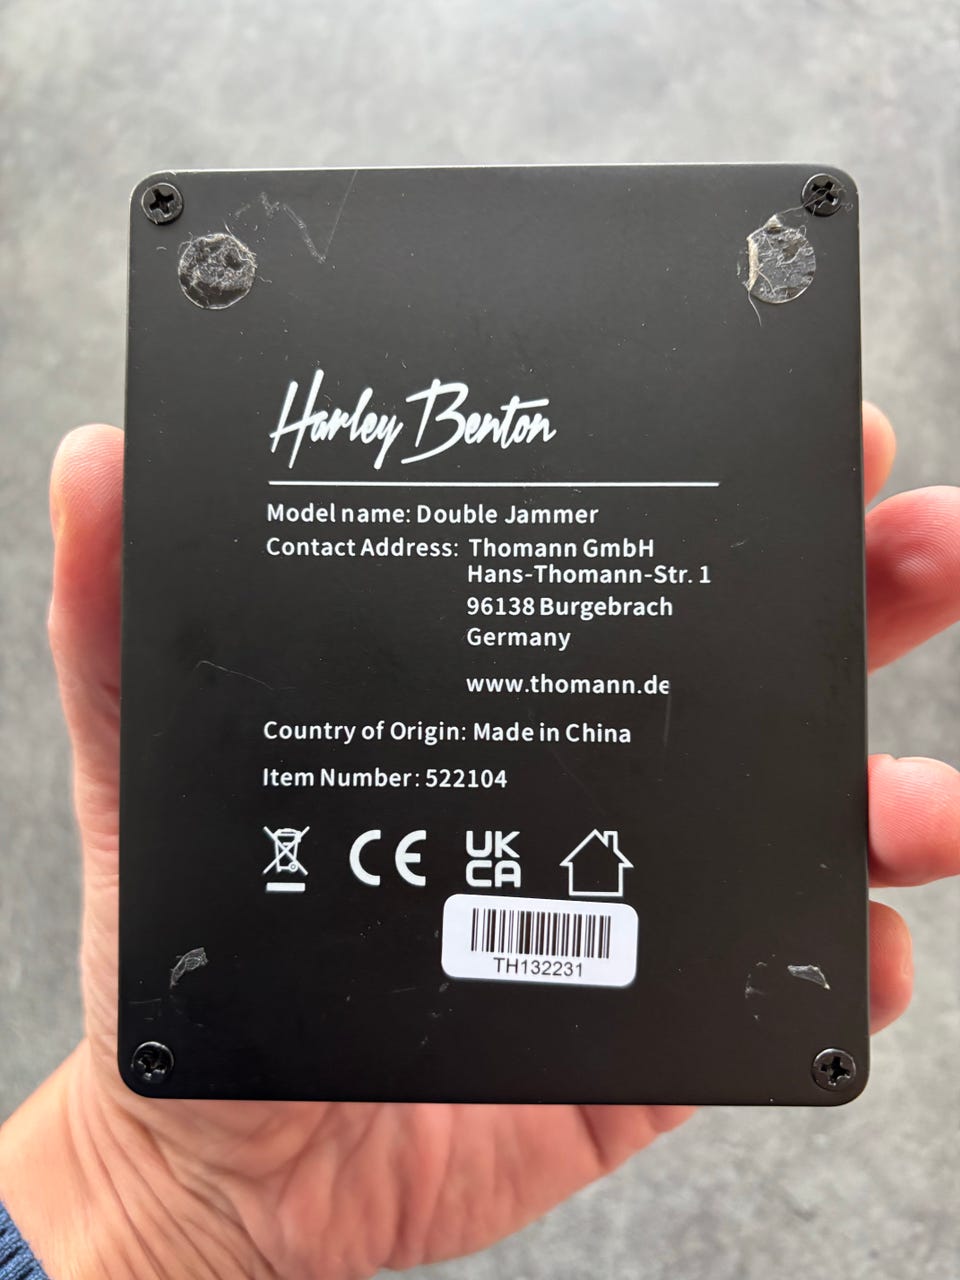 Harley Benton
Model name: Double Jammer
Contact Address: Thomann GmbH
Hans-Thomann-Str. 1
96138 Burgebrach
Germany
www.thomann.de
Country of Origin: Made in China
Item Number: 522104
CE UK
CA
TH132231